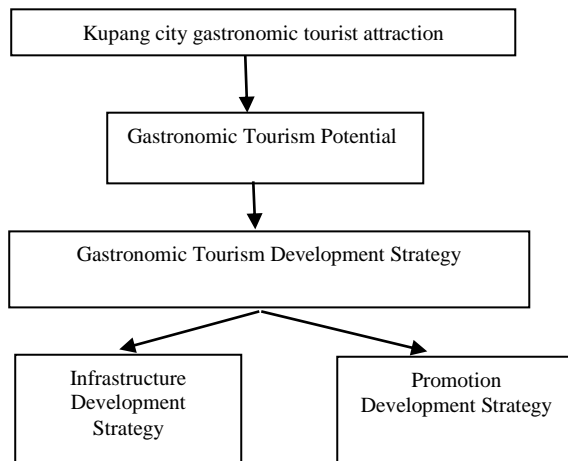 Kupang city gastronomic tourist attraction
Gastronomic Tourism Potential
Gastronomic Tourism Development Strategy
Infrastructure
Development
Strategy
Promotion
Development Strategy